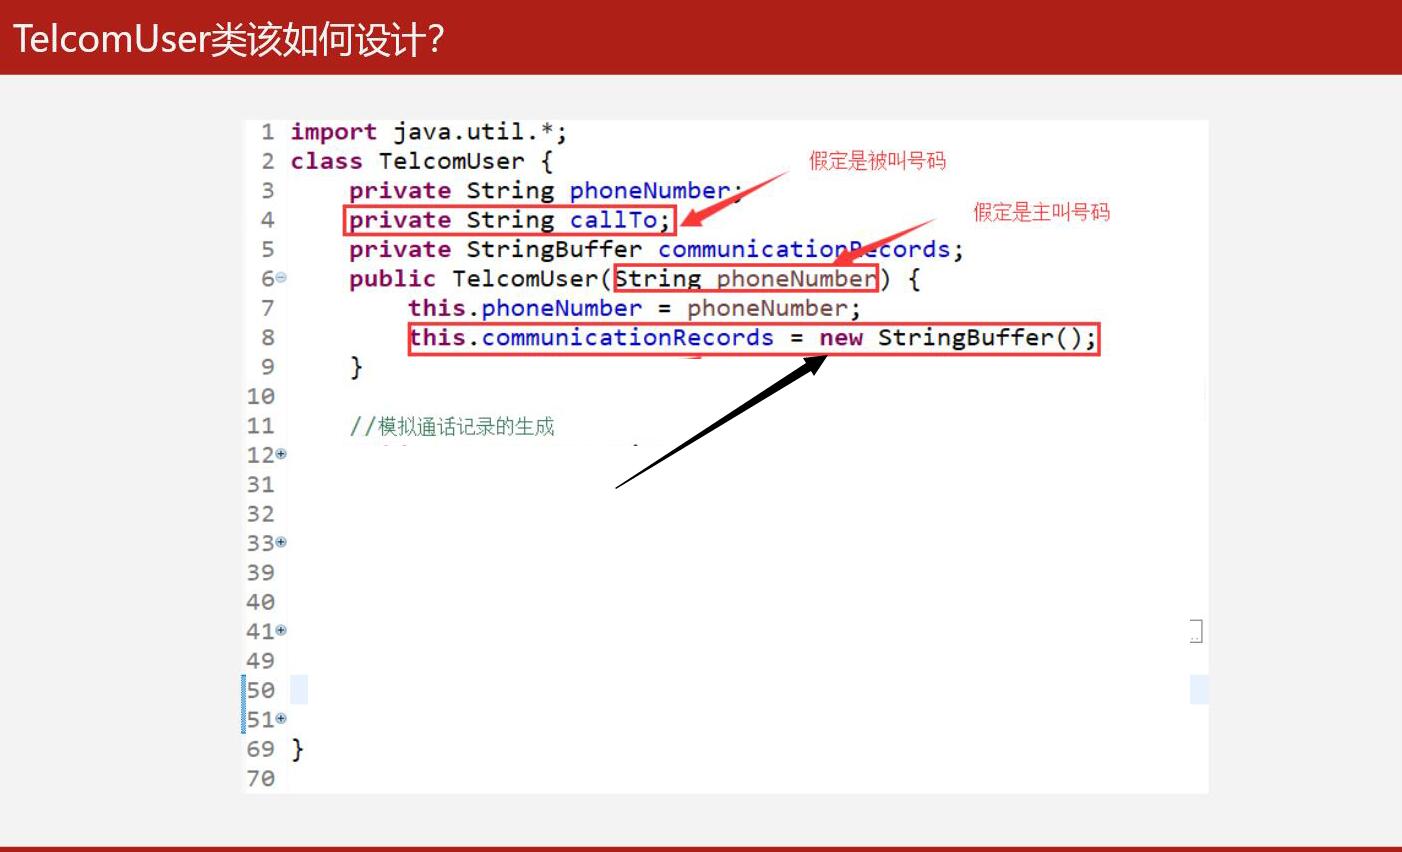 TelcomUser类该如何设计？
1 import java.util.*;
2 class TelcomUser {
假定是被叫号码
3 private String phoneNumber;
4 private String callTo;
假定是主叫号码
5 private StringBuffer communicationRecords;
6 public TelcomUser(String phoneNumber) {
7 this.phoneNumber = phoneNumber;
8 this.communicationRecords = new StringBuffer();
9 }
10
11 //模拟通话记录的生成
12
31
32
33
39
40
41
49
50
51
69 }
70